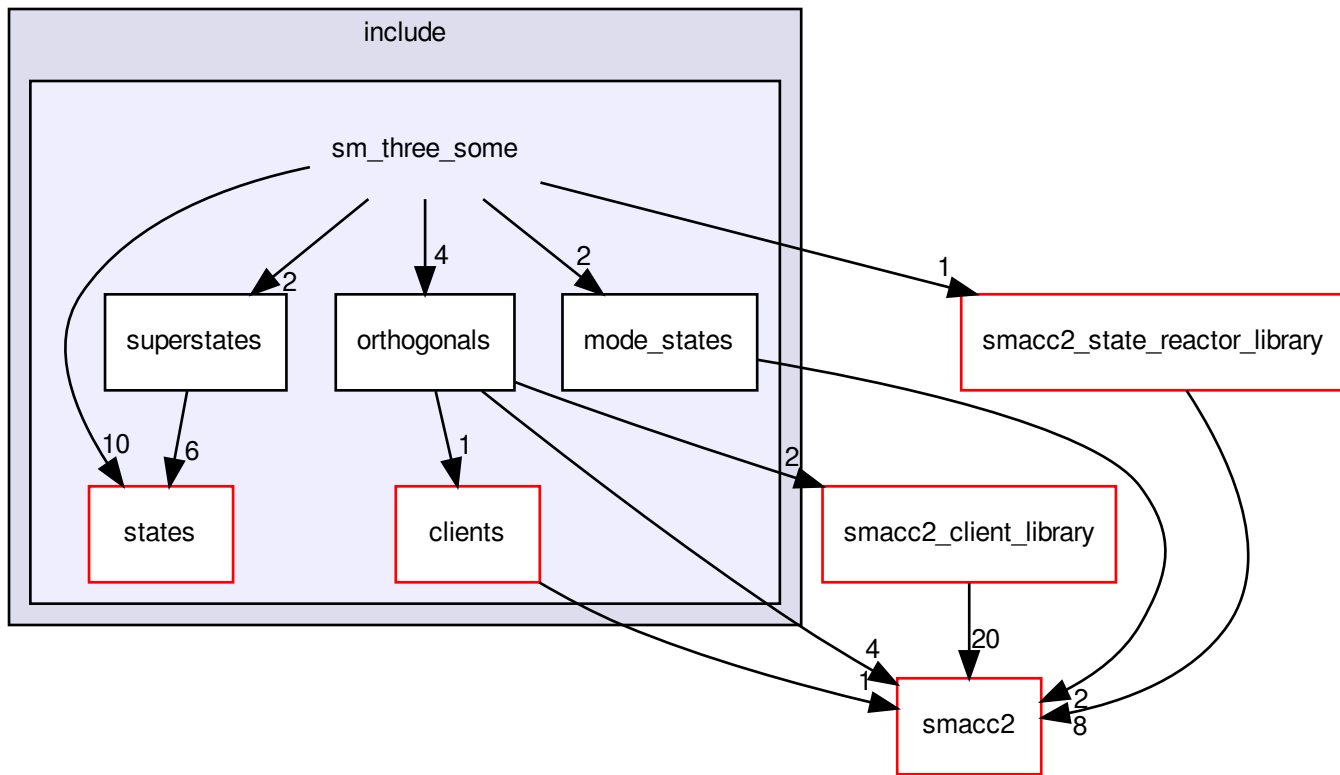 include
sm_three_some
1
2
4
2
superstates
orthogonals
mode_states
smacc2_state_reactor_library
10
6
1
2
states
clients
smacc2_client_library
4
1
20
2
8
smacc2